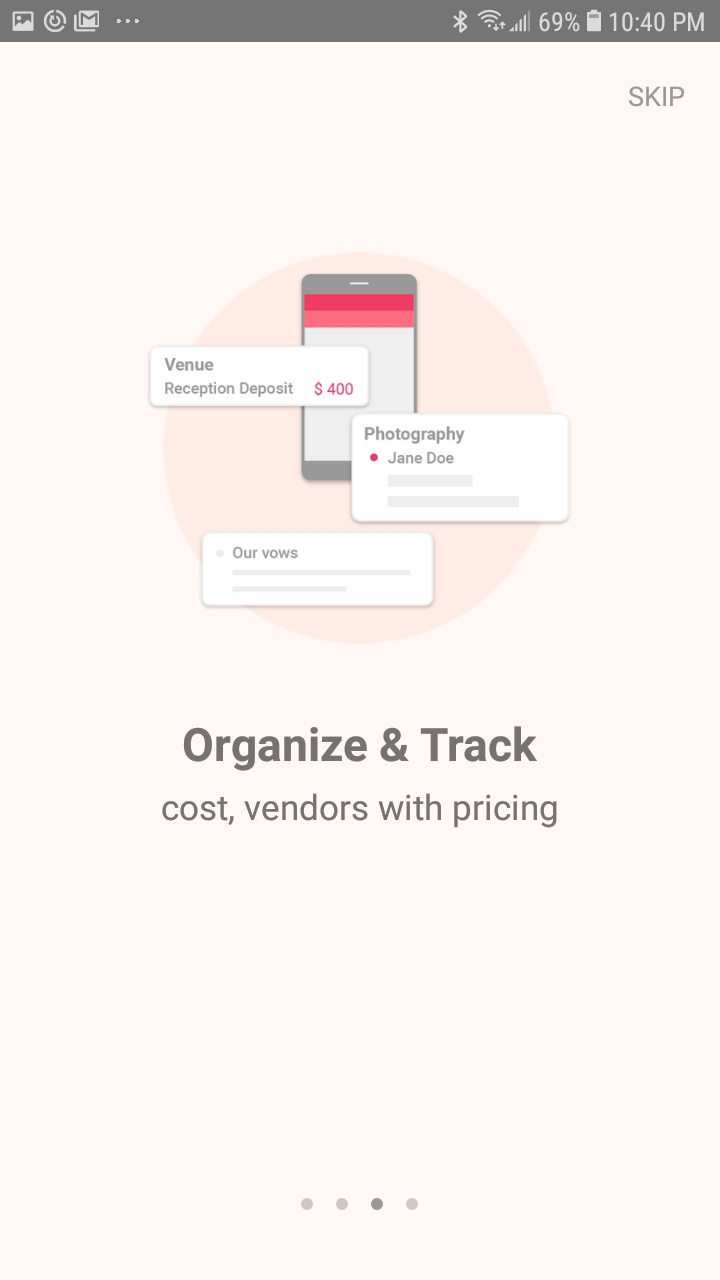 69% 10:40 PM
SKIP
Venue
Reception Deposit $ 400
Photography
Jane Doe
Our vows
Organize & Track
cost, vendors with pricing